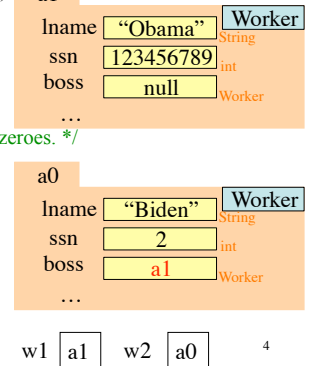 Worker
lname "Obama" String
ssn 123456789 int
boss null Worker
…
zeroes. */
a0
Worker
lname "Biden" String
ssn 2 int
boss a1 Worker
…
w1 a1 w2 a0 4